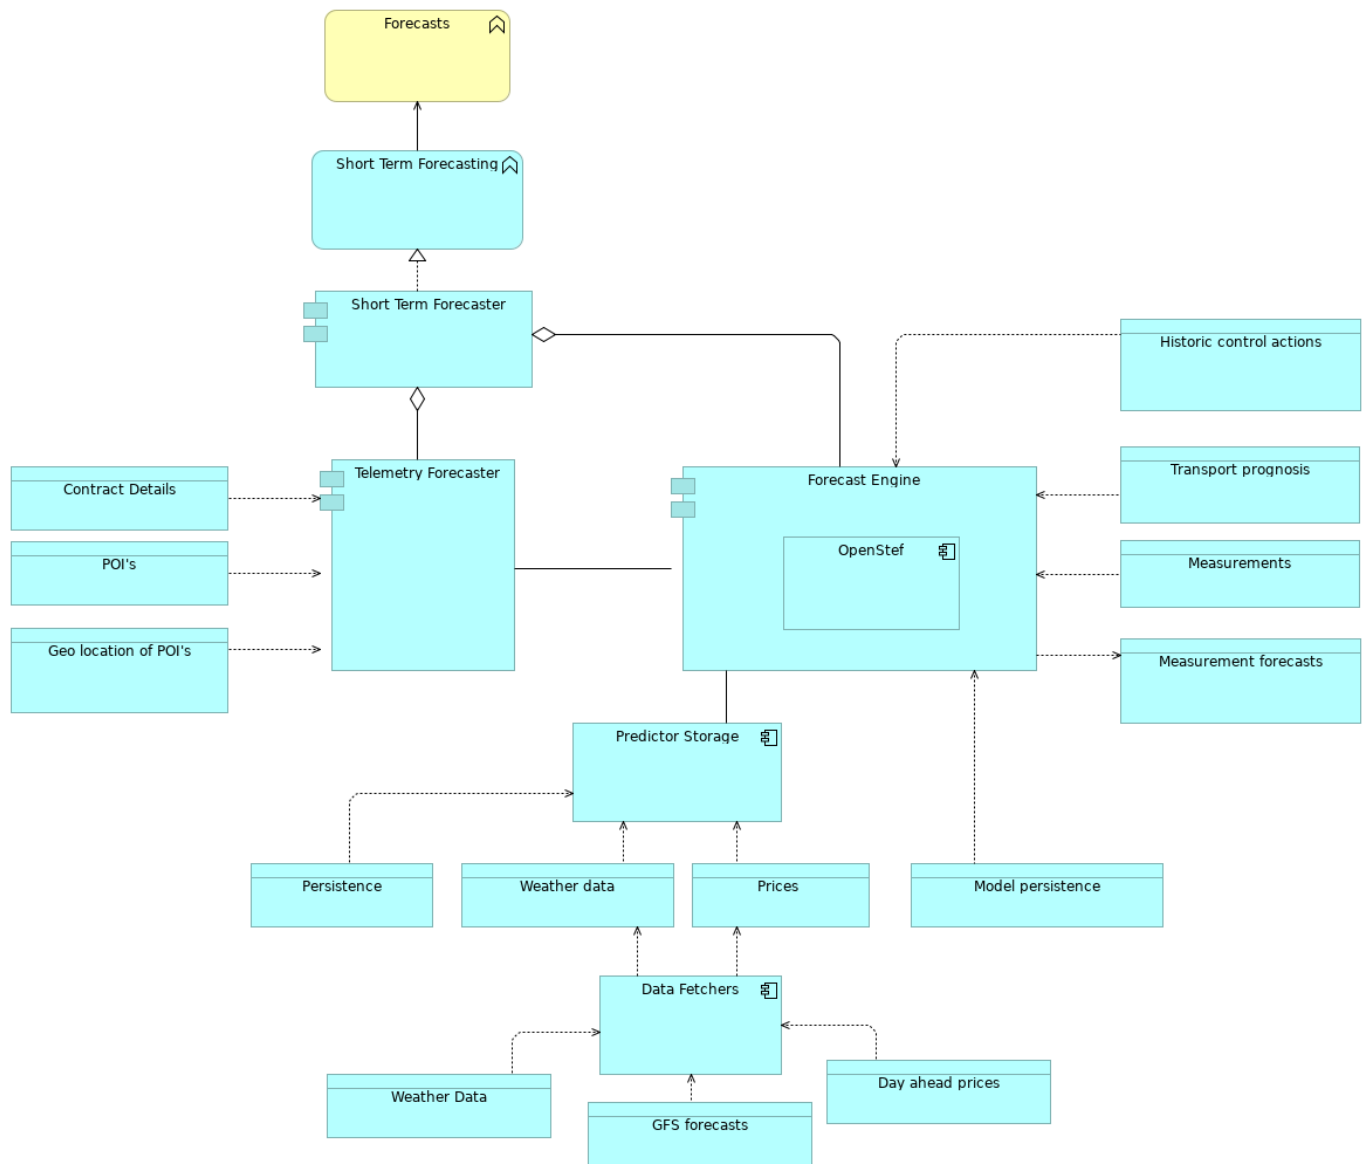 Forecasts
Short Term Forecasting
Short Term Forecaster
Historic control actions
Telemetry Forecaster
Forecast Engine
Transport prognosis
Contract Details
OpenStef
Measurements
POI's
Geo location of POI's
Measurement forecasts
Predictor Storage
Persistence
Weather data
Prices
Model persistence
Data Fetchers
Weather Data
Day ahead prices
GFS forecasts